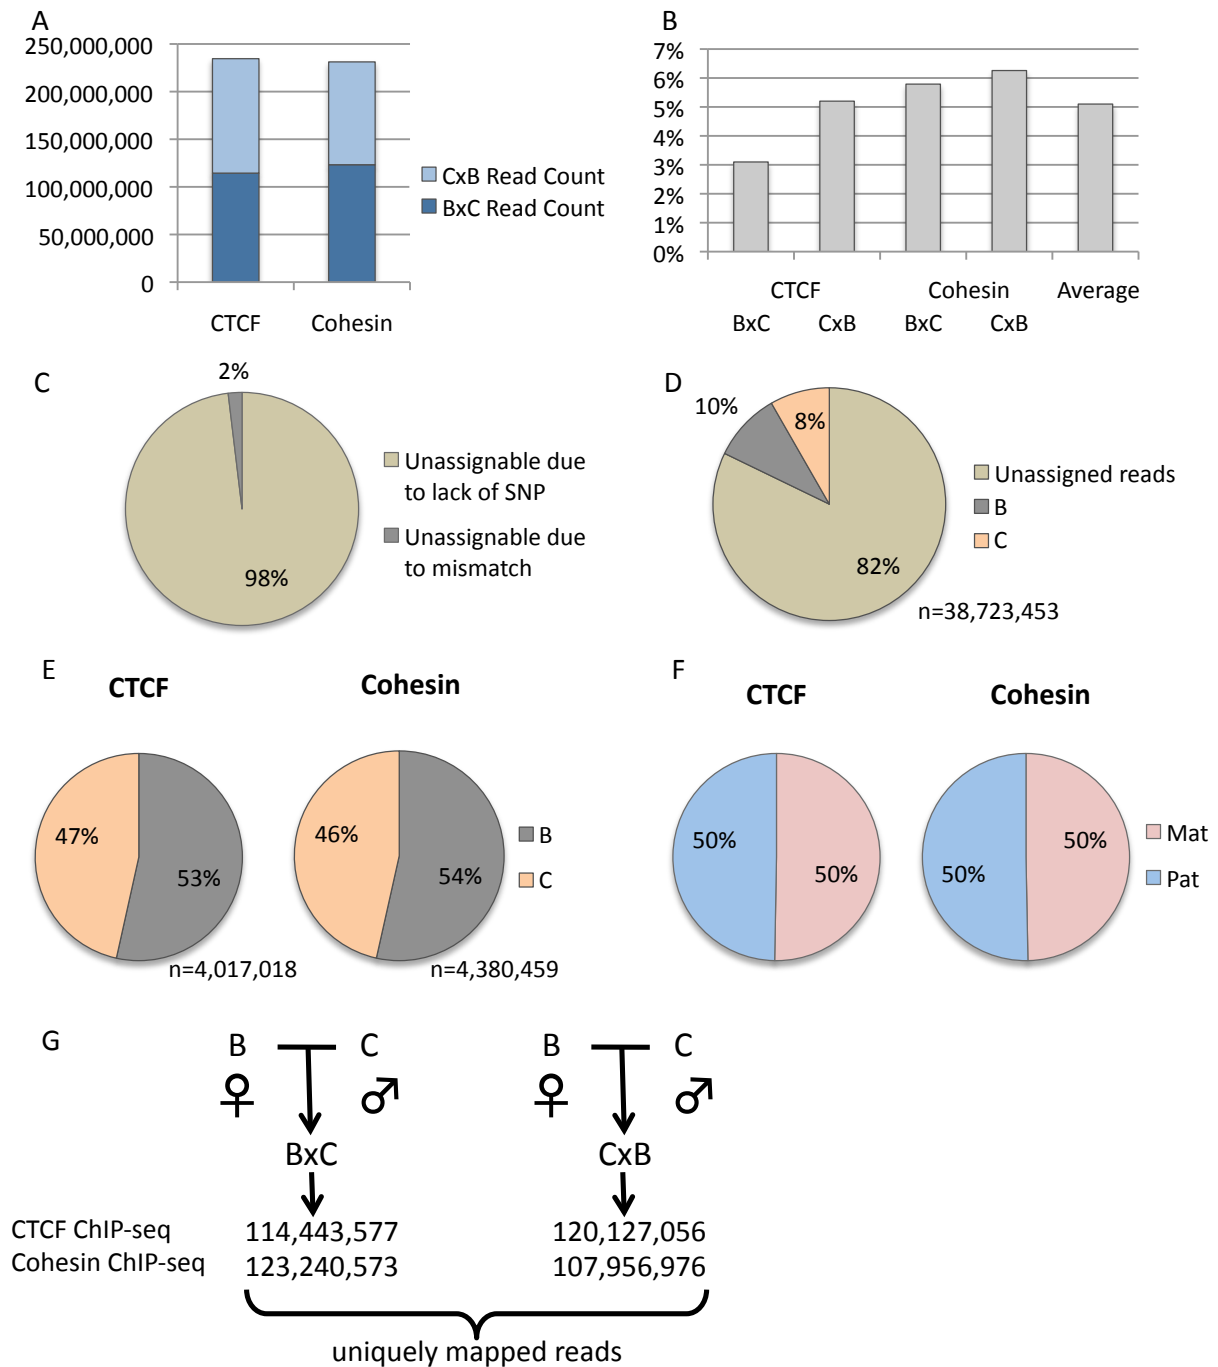 A
250,000,000
200,000,000
150,000,000
100,000,000
50,000,000
0
CTCF Cohesin
CxB Read Count
BxC Read Count
B
7%
6%
5%
4%
3%
2%
1%
0%
CTCF Cohesin Average
BxC CxB BxC CxB
C
2%
98%
Unassignable due
to lack of SNP
Unassignable due
to mismatch
D
10%
8%
82%
Unassigned reads
B
C
n=38,723,453
E
CTCF
47%
53%
n=4,017,018
Cohesin
46%
54%
n=4,380,459
B
C
F
CTCF
50%
50%
Cohesin
50%
50%
Mat
Pat
G
B C B C
♀ ♂ ♀ ♂
BxC CxB
CTCF ChIP-seq 114,443,577 120,127,056
Cohesin ChIP-seq 123,240,573 107,956,976
uniquely mapped reads